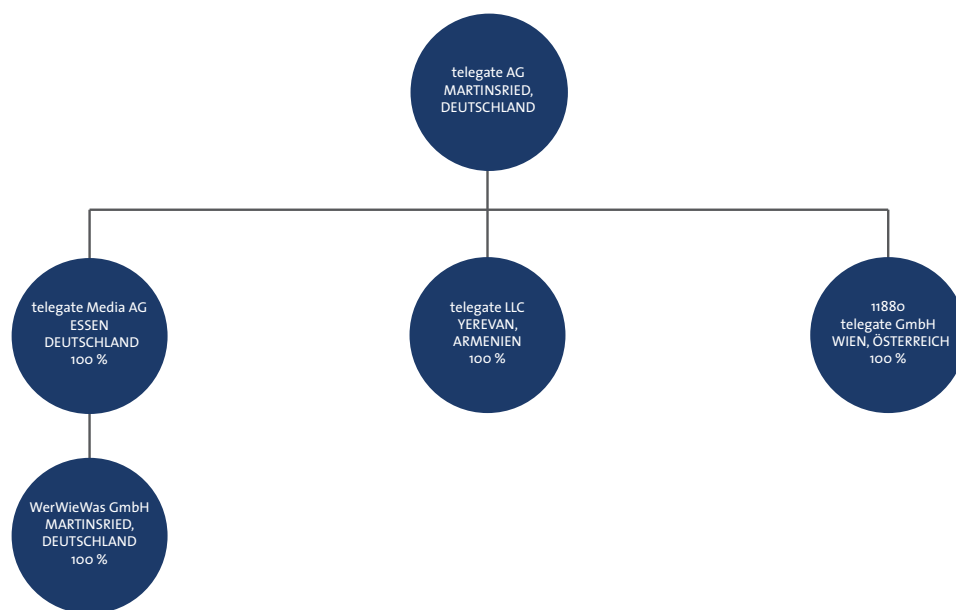 telegate AG
MARTINSRIED,
DEUTSCHLAND
telegate Media AG
ESSEN
DEUTSCHLAND
100 %
telegate LLC
YEREVAN,
ARMENIEN
100 %
11880
telegate GmbH
WIEN, ÖSTERREICH
100 %
WerWieWas GmbH
MARTINSRIED,
DEUTSCHLAND
100 %